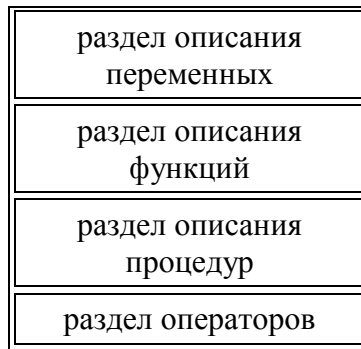 раздел описания
переменных
раздел описания
функций
раздел описания
процедур
раздел операторов